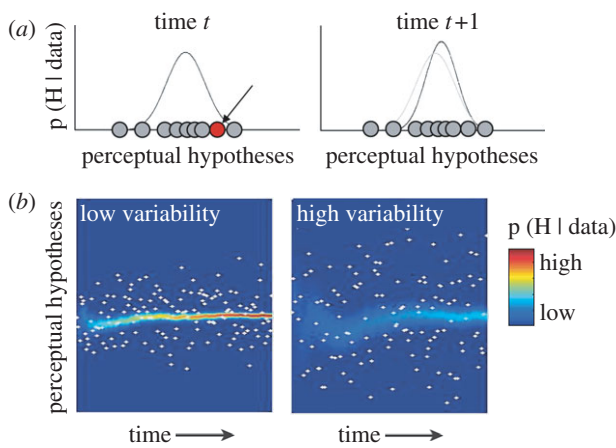 (a)
time t
time t+1
p (H | data)
perceptual hypotheses
perceptual hypotheses
(b)
perceptual hypotheses
low variability
high variability
p (H | data)
high
low
time
time